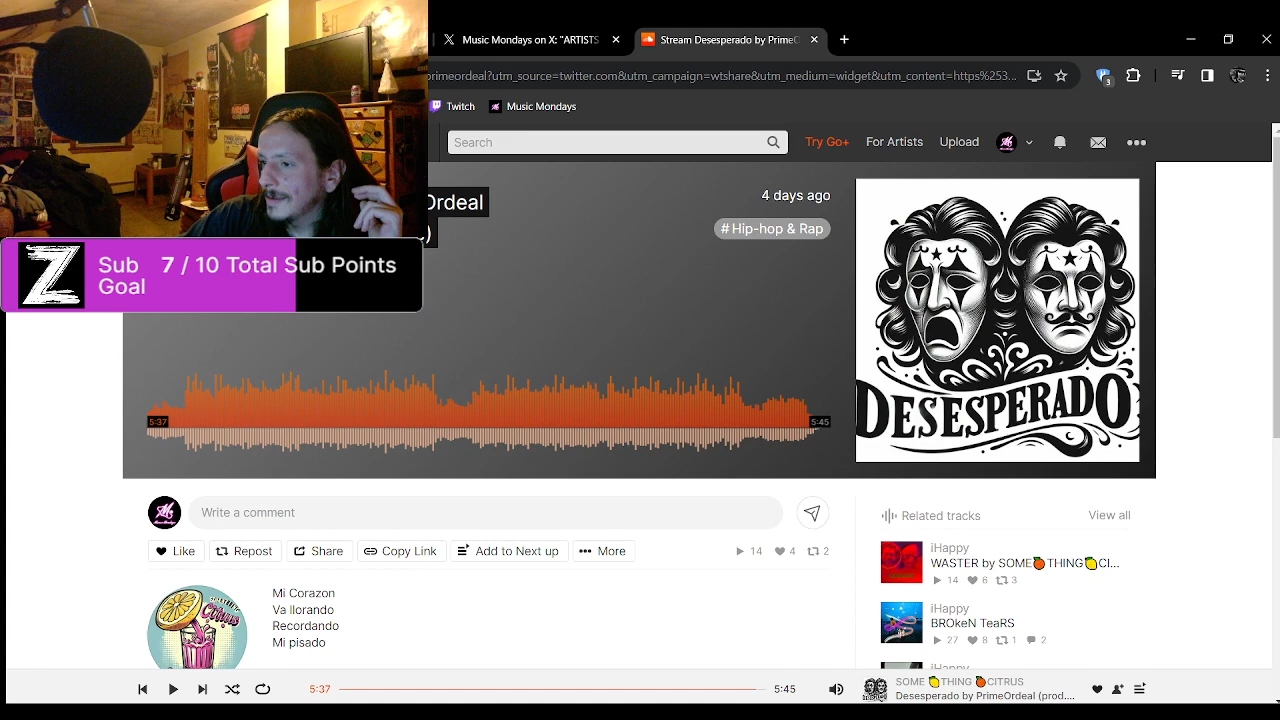 Music Mondays on X: "ARTISTS
Stream Desesperado by PrimeO
primeordeal?utm_source=twitter.com&utm_campaign=wtshare&utm_medium=widget&utm_content=https%253...
3
Twitch
Music Mondays
Search
Try Go+
For Artists
Upload
Ordeal
4 days ago
# Hip-hop & Rap
Sub Goal
7 / 10 Total Sub Points
DESESPERADO
5:37
5:45
Write a comment
Related tracks
View all
Like
Repost
Share
Copy Link
Add to Next up
More
14
4
2
iHappy
WASTER by SOME🍊THING🍋CI...
14 6 3
iHappy
BROkeN TeaRS
27 8 1 2
iHappy
Mi Corazon
Va llorando
Recordando
Mi pisado
Citrus
5:37
5:45
SOME 🍋THING 🍊CITRUS
Desesperado by PrimeOrdeal (prod....